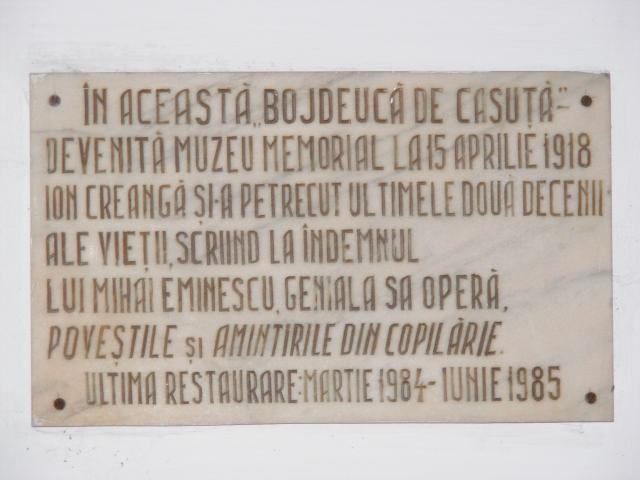 ÎN ACEASTĂ „BOJDEUCĂ DE CASUȚĂ"-
DEVENITĂ MUZEU MEMORIAL LA 15 APRILIE 1918
ION CREANGĂ ȘI-A PETRECUT ULTIMELE DOUĂ DECENII
ALE VIEȚII, SCRIIND LA ÎNDEMNUL
LUI MIHAI EMINESCU, GENIALA SA OPERĂ,
POVEȘTILE ȘI AMINTIRILE DIN COPILĂRIE.
ULTIMA RESTAURARE: MARTIE 1984- IUNIE 1985